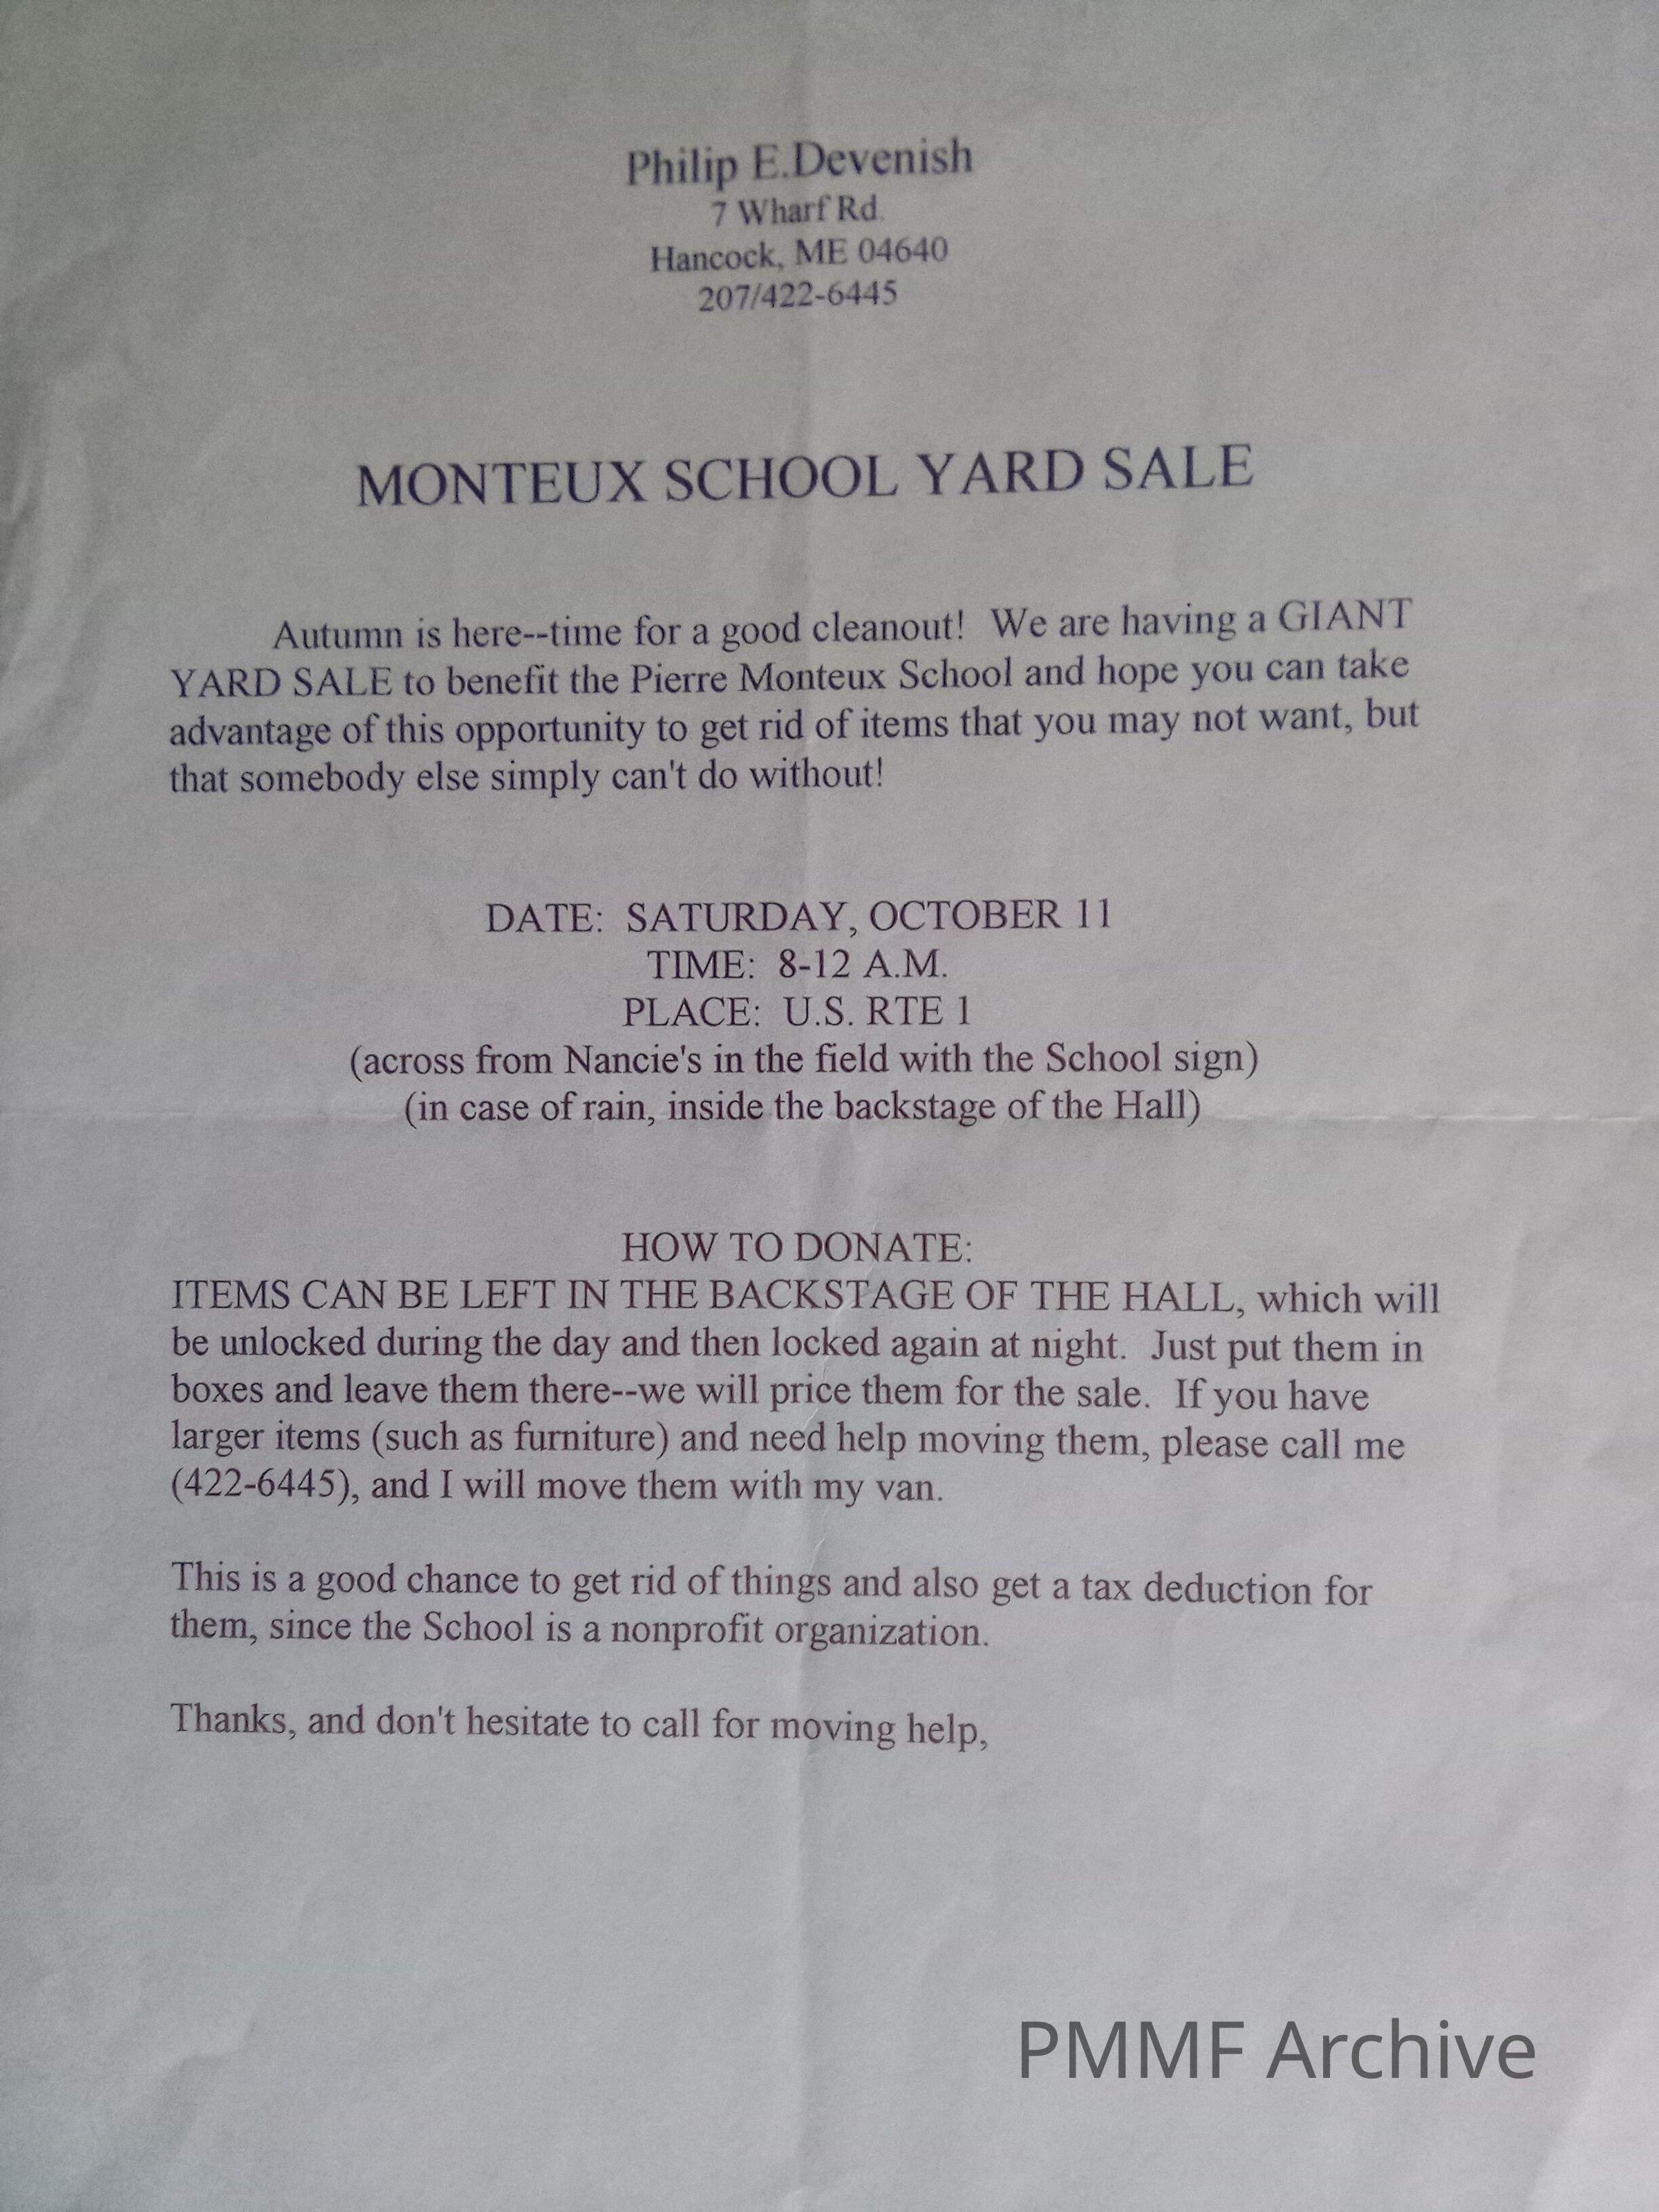 Philip E.Devenish
7 Wharf Rd.
Hancock, ME 04640
207/422-6445
MONTEUX SCHOOL YARD SALE
Autumn is here--time for a good cleanout!  We are having a GIANT
YARD SALE to benefit the Pierre Monteux School and hope you can take
advantage of this opportunity to get rid of items that you may not want, but
that somebody else simply can't do without!
DATE:  SATURDAY, OCTOBER 11
TIME:  8-12 A.M.
PLACE:  U.S. RTE 1
(across from Nancie's in the field with the School sign)
(in case of rain, inside the backstage of the Hall)
HOW TO DONATE:
ITEMS CAN BE LEFT IN THE BACKSTAGE OF THE HALL, which will
be unlocked during the day and then locked again at night.  Just put them in
boxes and leave them there--we will price them for the sale.  If you have
larger items (such as furniture) and need help moving them, please call me
(422-6445), and I will move them with my van.
This is a good chance to get rid of things and also get a tax deduction for
them, since the School is a nonprofit organization.
Thanks, and don't hesitate to call for moving help,
PMMF Archive